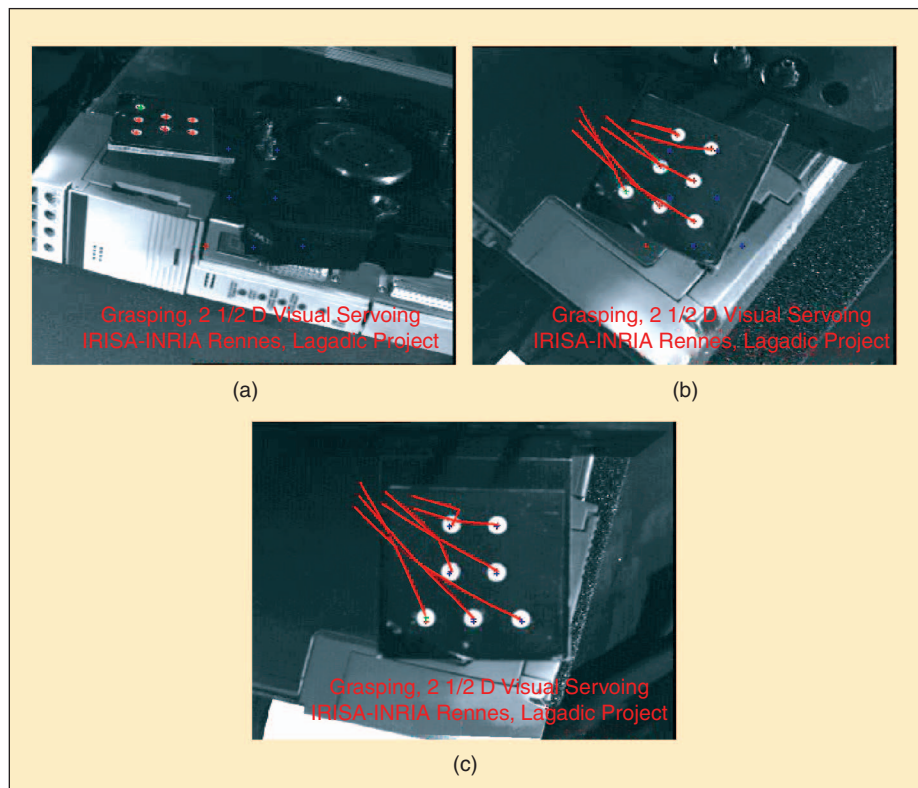 Grasping, 2 1/2 D Visual Servoing
IRISA-INRIA Rennes, Lagadic Project
(a)
Grasping, 2 1/2 D Visual Servoing
IRISA-INRIA Rennes, Lagadic Project
(b)
Grasping, 2 1/2 D Visual Servoing
IRISA-INRIA Rennes, Lagadic Project
(c)